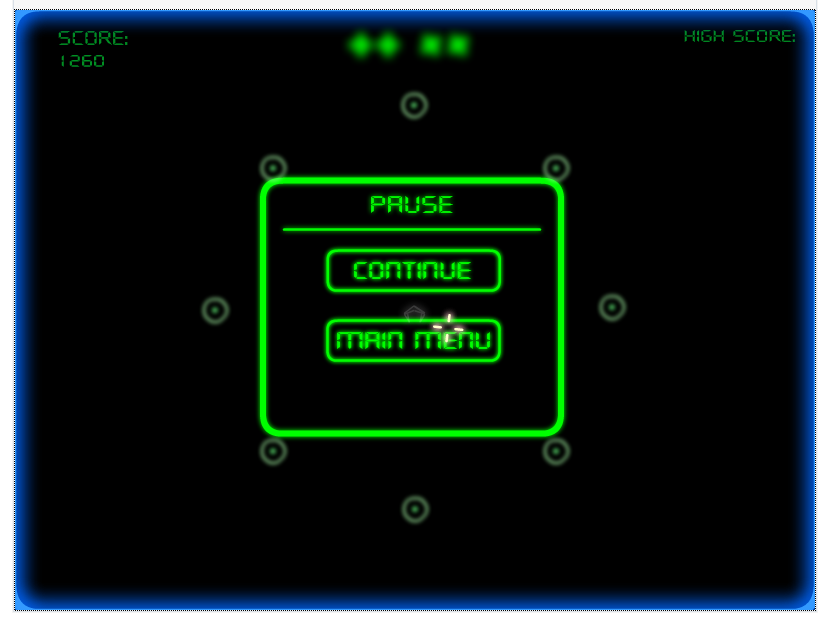 SCORE:
1260
HIGH SCORE:
PAUSE
CONTINUE
MAIN MENU